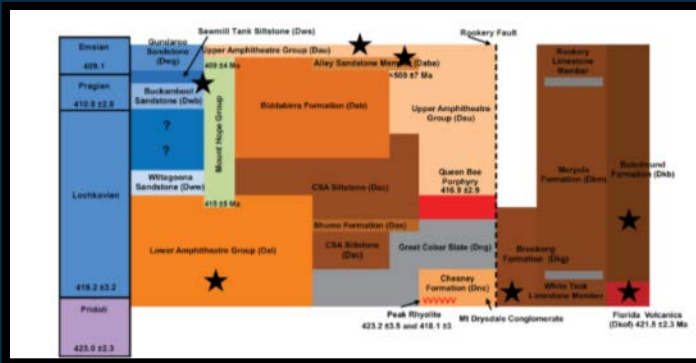 Sawmill Tank Siltstone (Dws)
Rookery Fault
Emsian
409.1
Gundaroo
Sandstone
(Dwg)
Upper Amphitheatre Group (Dau)
Alley Sandstone Member (Daba)
<509 ±7 Ma
409 ±4 Ma
Rookery
Limestone
Member
Pragian
410.8 ±2.8
Buckambool
Sandstone (Dwb)
Biddabirra Formation (Dab)
Upper Amphitheatre
Group (Dau)
?
?
Mount Hope Group
Lochkovian
418.2 ±3.2
Wiltagoona
Sandstone (Dww)
415 ±5 Ma
CSA Siltstone (Dac)
Queen Bee
Porphyry
416.9 ±2.9
Meryula
Formation (Dkm)
Buledmund
Formation (Dkb)
Shume Formation (Das)
Lower Amphitheatre Group (Dal)
CSA Siltstone
(Dac)
Great Cobar Slate (Dng)
Brookong
Formation (Dkg)
Chesney
Formation (Dnc)
White Tank
Limestone Member
Pridoli
423.0 ±2.3
Peak Rhyolite
423.2 ±3.5 and 418.1 ±3
Mt Drysdale Conglomerate
Florida Volcanics
(Dkof) 421.5 ±2.3 Ma